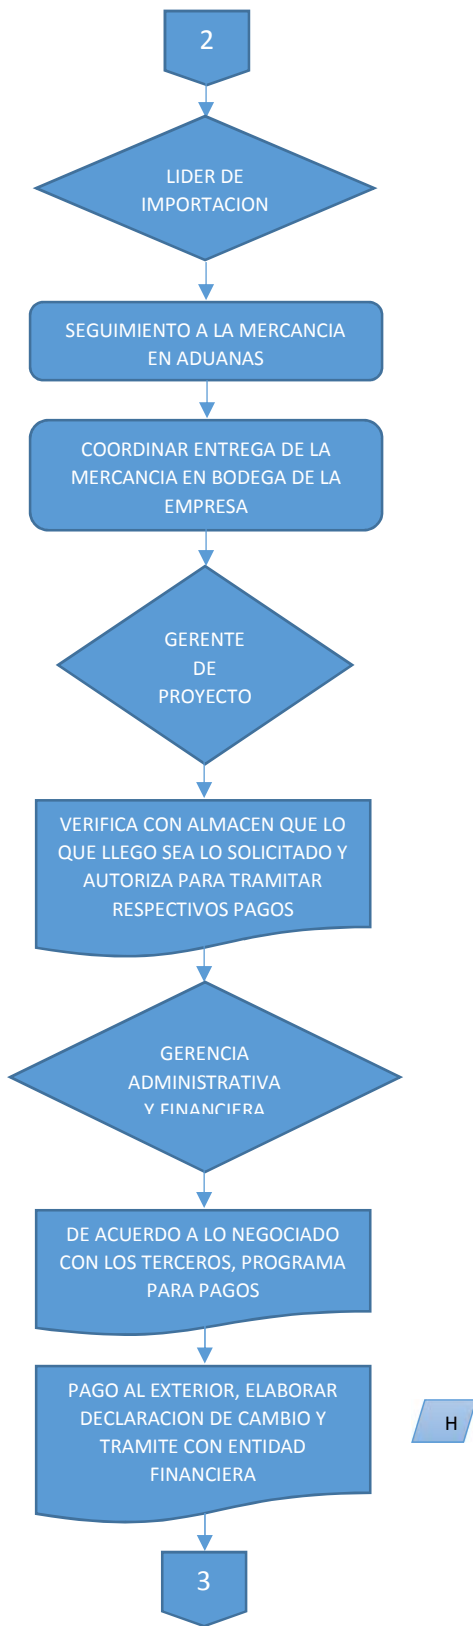 2
LIDER DE
IMPORTACION
SEGUIMIENTO A LA MERCANCIA
EN ADUANAS
COORDINAR ENTREGA DE LA
MERCANCIA EN BODEGA DE LA
EMPRESA
GERENTE
DE
PROYECTO
VERIFICA CON ALMACEN QUE LO
QUE LLEGO SEA LO SOLICITADO Y
AUTORIZA PARA TRAMITAR
RESPECTIVOS PAGOS
GERENCIA
ADMINISTRATIVA
Y FINANCIERA
DE ACUERDO A LO NEGOCIADO
CON LOS TERCEROS, PROGRAMA
PARA PAGOS
PAGO AL EXTERIOR, ELABORAR
DECLARACION DE CAMBIO Y
TRAMITE CON ENTIDAD
FINANCIERA
H
3